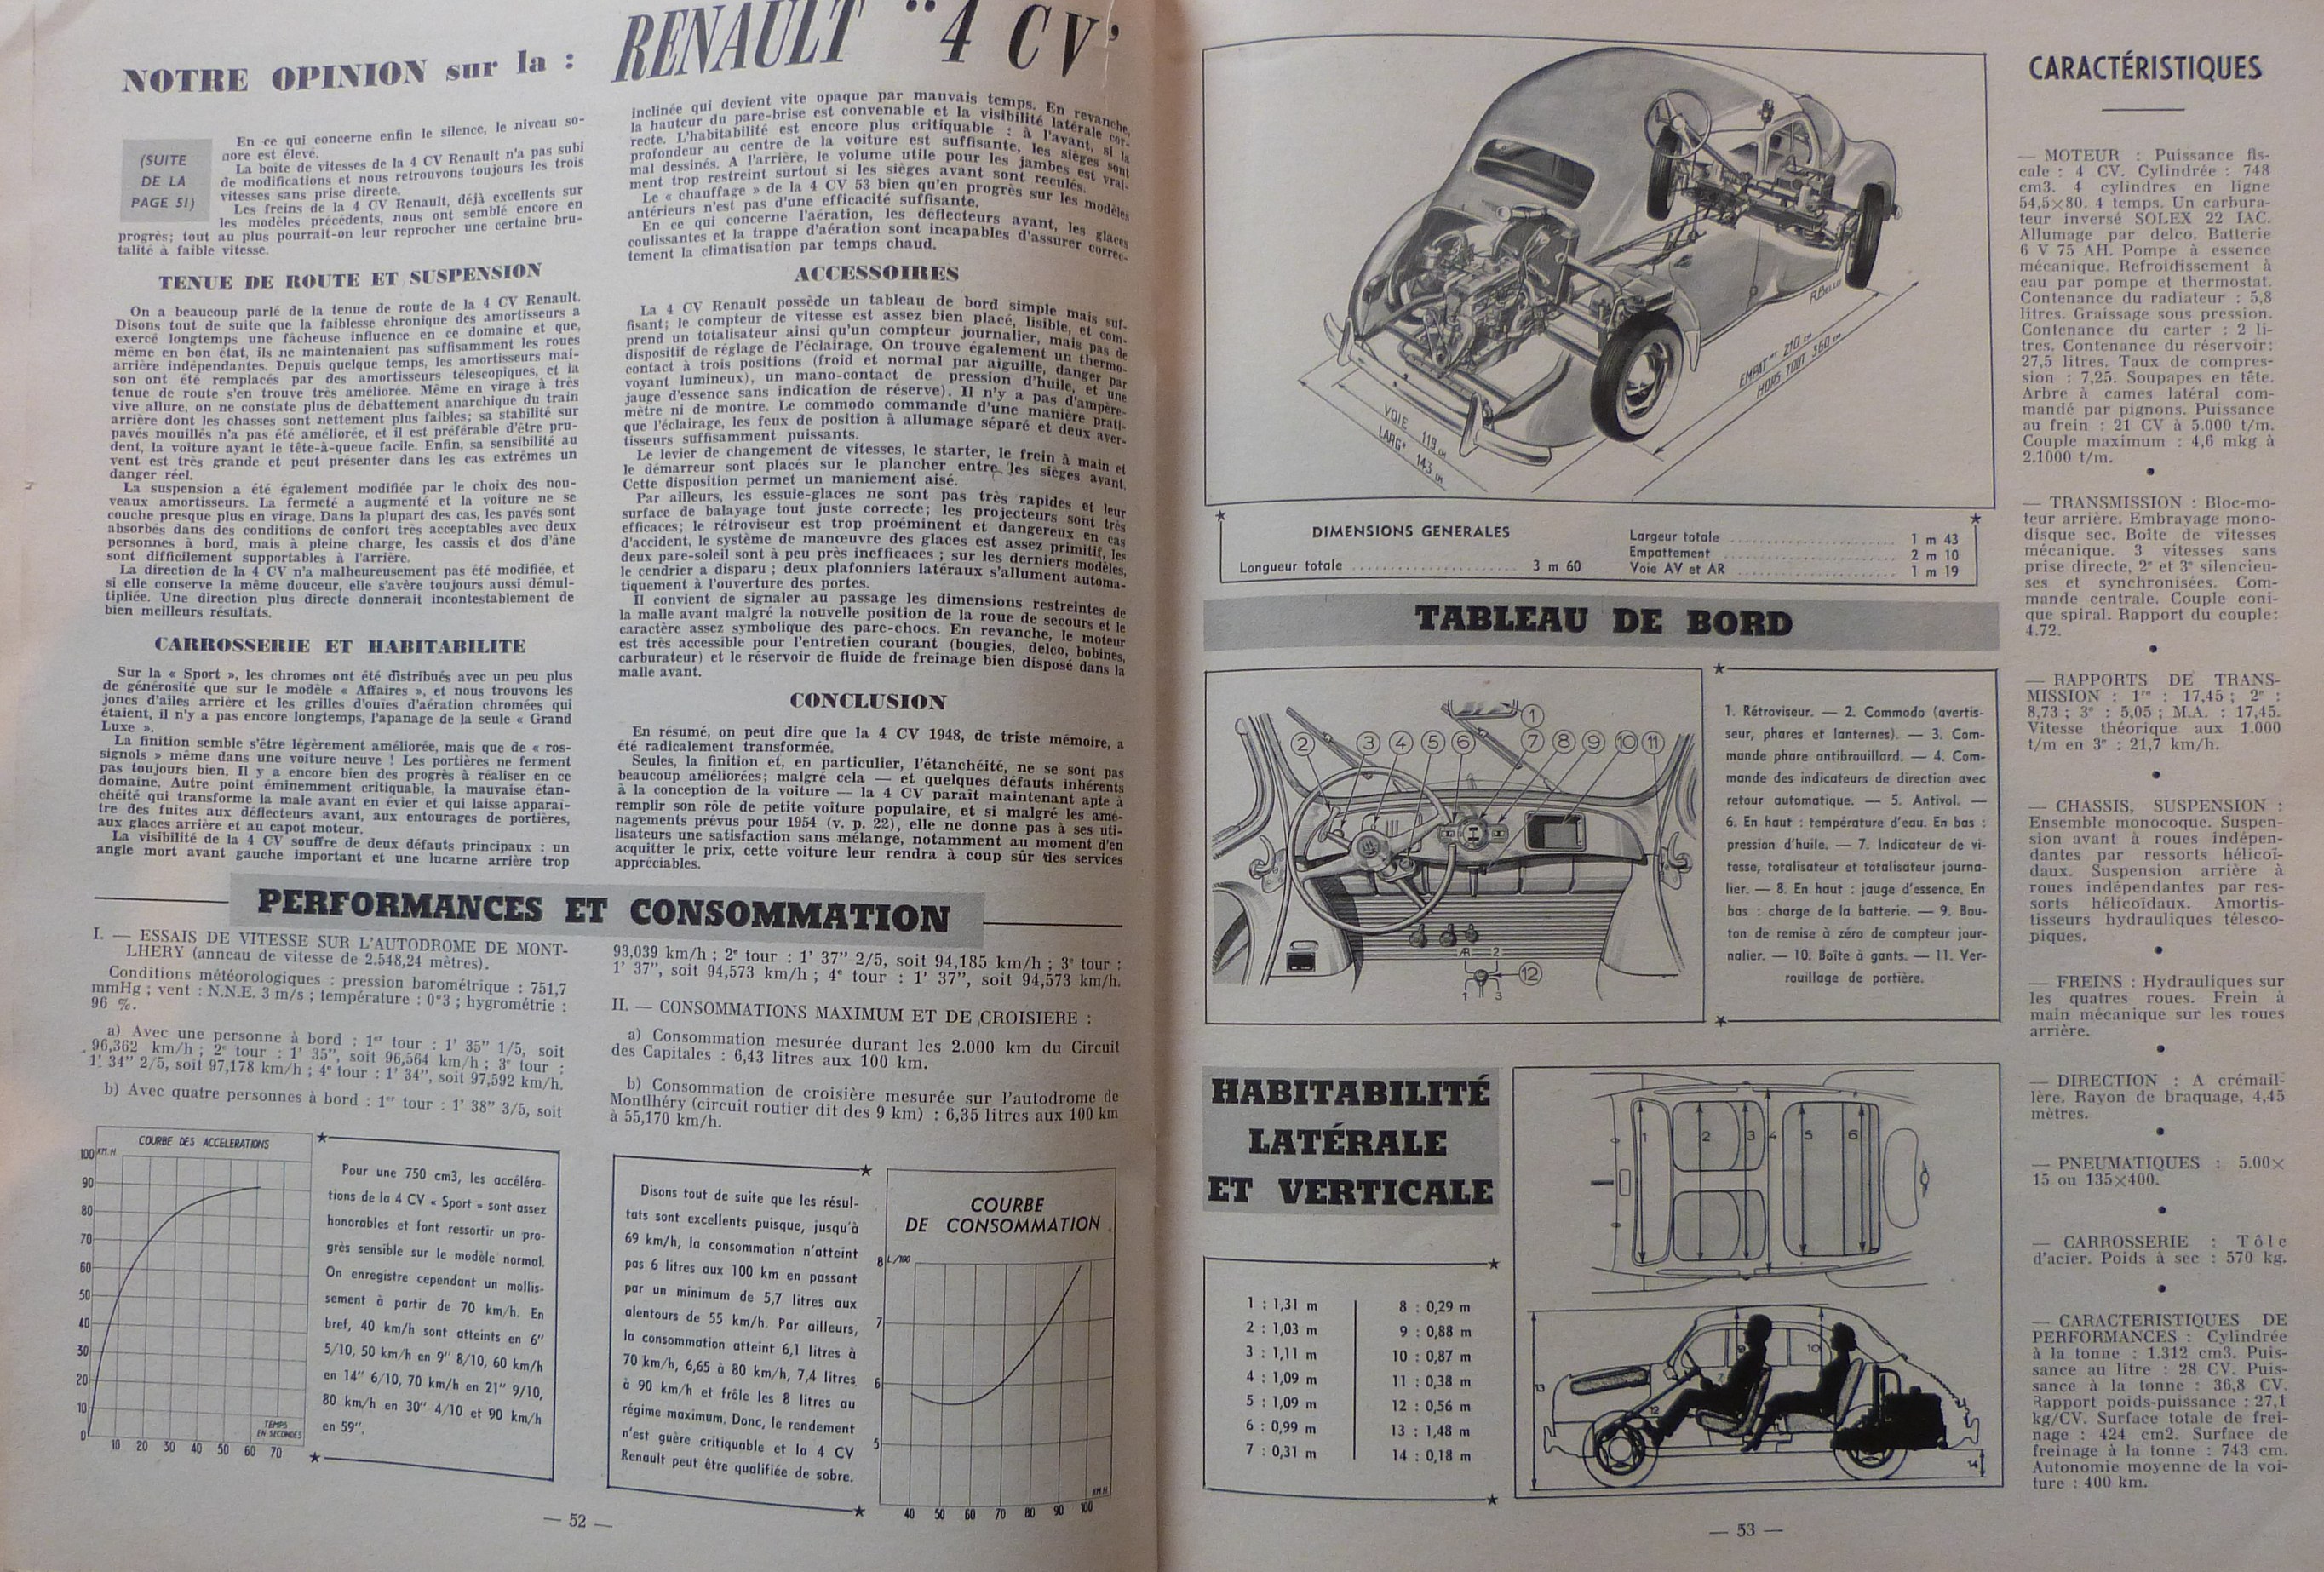 NOTRE OPINION sur la :
RENAULT "4 CV"
(SUITE
DE LA
PAGE 51)
En ce qui concerne enfin le silence, le niveau so-
nore est élevé.
La boîte de vitesses de la 4 CV Renault n'a pas subi
de modifications et nous retrouvons toujours les trois
vitesses sans prise directe.
Les freins de la 4 CV Renault, déjà excellents sur
les modèles précédents, nous ont semblé encore en
progrès; tout au plus pourrait-on leur reprocher une certaine bru-
talité à faible vitesse.
TENUE DE ROUTE ET SUSPENSION
On a beaucoup parlé de la tenue de route de la 4 CV Renault.
Disons tout de suite que la faiblesse chronique des amortisseurs a
exercé longtemps une fâcheuse influence en ce domaine et que,
même en bon état, ils ne maintenaient pas suffisamment les roues
arrière indépendantes. Depuis quelque temps, les amortisseurs mai-
son ont été remplacés par des amortisseurs télescopiques, et la
tenue de route s'en trouve très améliorée. Même en virage à très
vive allure, on ne constate plus de débattement anarchique du train
arrière dont les chasses sont nettement plus faibles; sa stabilité sur
pavés mouillés n'a pas été améliorée, et il est préférable d'être pru-
dent, la voiture ayant le tête-à-queue facile. Enfin, sa sensibilité au
vent est très grande et peut présenter dans les cas extrêmes un
danger réel.
La suspension a été également modifiée par le choix des nou-
veaux amortisseurs. La fermeté a augmenté et la voiture ne se
couche presque plus en virage. Dans la plupart des cas, les pavés sont
absorbés dans des conditions de confort très acceptables avec deux
personnes à bord, mais à pleine charge, les cassis et dos d'âne
sont difficilement supportables à l'arrière.
La direction de la 4 CV n'a malheureusement pas été modifiée, et
si elle conserve la même douceur, elle s'avère toujours aussi démul-
tipliée. Une direction plus directe donnerait incontestablement de
bien meilleurs résultats.
CARROSSERIE ET HABITABILITE
Sur la « Sport », les chromes ont été distribués avec un peu plus
de générosité que sur le modèle « Affaires », et nous trouvons les
joncs d'ailes arrière et les grilles d'ouïes d'aération chromées qui
étaient, il n'y a pas encore longtemps, l'apanage de la seule « Grand
Luxe ».
La finition semble s'être légèrement améliorée, mais que de « ros-
signols » même dans une voiture neuve ! Les portières ne ferment
pas toujours bien. Il y a encore bien des progrès à réaliser en ce
domaine. Autre point éminemment critiquable, la mauvaise étan-
chéité qui transforme la male avant en évier et qui laisse apparaî-
tre des fuites aux déflecteurs avant, aux entourages de portières,
aux glaces arrière et au capot moteur.
La visibilité de la 4 CV souffre de deux défauts principaux : un
angle mort avant gauche important et une lucarne arrière trop
inclinée qui devient vite opaque par mauvais temps. En revanche,
la hauteur du pare-brise est convenable et la visibilité latérale cor-
recte. L'habitabilité est encore plus critiquable : à l'avant, si la
profondeur au centre de la voiture est suffisante, les sièges sont
mal dessinés. A l'arrière, le volume utile pour les jambes est vrai-
ment trop restreint surtout si les sièges avant sont reculés.
Le « chauffage » de la 4 CV 53 bien qu'en progrès sur les modèles
antérieurs n'est pas d'une efficacité suffisante.
En ce qui concerne l'aération, les déflecteurs avant, les glaces
coulissantes et la trappe d'aération sont incapables d'assurer correc-
tement la climatisation par temps chaud.
ACCESSOIRES
La 4 CV Renault possède un tableau de bord simple mais suf-
fisant; le compteur de vitesse est assez bien placé, lisible, et com-
prend un totalisateur ainsi qu'un compteur journalier, mais pas de
dispositif de réglage de l'éclairage. On trouve également un thermo-
contact à trois positions (froid et normal par aiguille, danger par
voyant lumineux), un mano-contact de pression d'huile, et une
jauge d'essence sans indication de réserve). Il n'y a pas d'ampère-
mètre ni de montre. Le commodo commande d'une manière prati-
que l'éclairage, les feux de position à allumage séparé et deux aver-
tisseurs suffisamment puissants.
Le levier de changement de vitesses, le starter, le frein à main et
le démarreur sont placés sur le plancher entre les sièges avant.
Cette disposition permet un maniement aisé.
Par ailleurs, les essuie-glaces ne sont pas très rapides et leur
surface de balayage tout juste correcte; les projecteurs sont très
efficaces; le rétroviseur est trop proéminent et dangereux en cas
d'accident, le système de manœuvre des glaces est assez primitif, les
deux pare-soleil sont à peu près inefficaces ; sur les derniers modèles,
le cendrier a disparu ; deux plafonniers latéraux s'allument automa-
tiquement à l'ouverture des portes.
Il convient de signaler au passage les dimensions restreintes de
la malle avant malgré la nouvelle position de la roue de secours et le
caractère assez symbolique des pare-chocs. En revanche, le moteur
est très accessible pour l'entretien courant (bougies, delco, bobines,
carburateur) et le réservoir de fluide de freinage bien disposé dans la
malle avant.
CONCLUSION
En résumé, on peut dire que la 4 CV 1948, de triste mémoire, a
été radicalement transformée.
Seules, la finition et, en particulier, l'étanchéité, ne se sont pas
beaucoup améliorées; malgré cela — et quelques défauts inhérents
à la conception de la voiture — la 4 CV paraît maintenant apte à
remplir son rôle de petite voiture populaire, et si malgré les amé-
nagements prévus pour 1954 (v. p. 22), elle ne donne pas à ses uti-
lisateurs une satisfaction sans mélange, notamment au moment d'en
acquitter le prix, cette voiture leur rendra à coup sûr des services
appréciables.
PERFORMANCES ET CONSOMMATION
I. — ESSAIS DE VITESSE SUR L'AUTODROME DE MONT-
LHERY (anneau de vitesse de 2.548,24 mètres).
Conditions météorologiques : pression barométrique : 751,7
mmHg ; vent : N.N.E. 3 m/s ; température : 0°3 ; hygrométrie :
96 %.
a) Avec une personne à bord : 1er tour : 1' 35" 1/5, soit
96,362 km/h ; 2e tour : 1' 35", soit 96,564 km/h ; 3e tour :
1' 34" 2/5, soit 97,178 km/h ; 4e tour : 1' 34", soit 97,592 km/h.
b) Avec quatre personnes à bord : 1er tour : 1' 38" 3/5, soit
93,039 km/h ; 2e tour : 1' 37" 2/5, soit 94,185 km/h ; 3e tour :
1' 37", soit 94,573 km/h ; 4e tour : 1' 37", soit 94,573 km/h.
II. — CONSOMMATIONS MAXIMUM ET DE CROISIERE :
a) Consommation mesurée durant les 2.000 km du Circuit
des Capitales : 6,43 litres aux 100 km.
b) Consommation de croisière mesurée sur l'autodrome de
Montlhéry (circuit routier dit des 9 km) : 6,35 litres aux 100 km
à 55,170 km/h.
COURBE DES ACCELERATIONS
KM.H
100
90
80
70
60
50
40
30
20
10
0
10 20 30 40 50 60 70
TEMPS
EN SECONDES
Pour une 750 cm3, les accéléra-
tions de la 4 CV « Sport » sont assez
honorables et font ressortir un pro-
grès sensible sur le modèle normal.
On enregistre cependant un mollis-
sement à partir de 70 km/h. En
bref, 40 km/h sont atteints en 6"
5/10, 50 km/h en 9" 8/10, 60 km/h
en 14" 6/10, 70 km/h en 21" 9/10,
80 km/h en 30" 4/10 et 90 km/h
en 59".
Disons tout de suite que les résul-
tats sont excellents puisque, jusqu'à
69 km/h, la consommation n'atteint
pas 6 litres aux 100 km en passant
par un minimum de 5,7 litres aux
alentours de 55 km/h. Par ailleurs,
la consommation atteint 6,1 litres à
70 km/h, 6,65 à 80 km/h, 7,4 litres
à 90 km/h et frôle les 8 litres au
régime maximum. Donc, le rendement
n'est guère critiquable et la 4 CV
Renault peut être qualifiée de sobre.
COURBE
DE CONSOMMATION
8 L/100
7
6
5
KM.H
40 50 60 70 80 90 100
— 52 —
R.BELLU
EMPATmt 210 cm
HORS TOUT 360 cm
VOIE 119 cm
LARGr 143 cm
DIMENSIONS GENERALES
Longueur totale ........ 3 m 60
Largeur totale ........ 1 m 43
Empattement ........ 2 m 10
Voie AV et AR ........ 1 m 19
TABLEAU DE BORD
1
2 3 4 5 6 7 8 9 10 11
AR 2
12
1 3
1. Rétroviseur. — 2. Commodo (avertis-
seur, phares et lanternes). — 3. Com-
mande phare antibrouillard. — 4. Com-
mande des indicateurs de direction avec
retour automatique. — 5. Antivol. —
6. En haut : température d'eau. En bas :
pression d'huile. — 7. Indicateur de vi-
tesse, totalisateur et totalisateur journa-
lier. — 8. En haut : jauge d'essence. En
bas : charge de la batterie. — 9. Bou-
ton de remise à zéro de compteur jour-
nalier. — 10. Boîte à gants. — 11. Ver-
rouillage de portière.
HABITABILITÉ
LATÉRALE
ET VERTICALE
1 : 1,31 m
2 : 1,03 m
3 : 1,11 m
4 : 1,09 m
5 : 1,09 m
6 : 0,99 m
7 : 0,31 m
8 : 0,29 m
9 : 0,88 m
10 : 0,87 m
11 : 0,38 m
12 : 0,56 m
13 : 1,48 m
14 : 0,18 m
1 2 3 4 5 6
13
9
10
7
12
14
— 53 —
CARACTÉRISTIQUES
— MOTEUR : Puissance fis-
cale : 4 CV. Cylindrée : 748
cm3. 4 cylindres en ligne
54,5×80. 4 temps. Un carbura-
teur inversé SOLEX 22 IAC.
Allumage par delco. Batterie
6 V 75 AH. Pompe à essence
mécanique. Refroidissement à
eau par pompe et thermostat.
Contenance du radiateur : 5,8
litres. Graissage sous pression.
Contenance du carter : 2 li-
tres. Contenance du réservoir:
27,5 litres. Taux de compres-
sion : 7,25. Soupapes en tête.
Arbre à cames latéral com-
mandé par pignons. Puissance
au frein : 21 CV à 5.000 t/m.
Couple maximum : 4,6 mkg à
2.1000 t/m.
— TRANSMISSION : Bloc-mo-
teur arrière. Embrayage mono-
disque sec. Boîte de vitesses
mécanique. 3 vitesses sans
prise directe, 2e et 3e silencieu-
ses et synchronisées. Com-
mande centrale. Couple coni-
que spiral. Rapport du couple:
4.72.
— RAPPORTS DE TRANS-
MISSION : 1re : 17,45 ; 2e :
8,73 ; 3e : 5,05 ; M.A. : 17,45.
Vitesse théorique aux 1.000
t/m en 3e : 21,7 km/h.
— CHASSIS, SUSPENSION :
Ensemble monocoque. Suspen-
sion avant à roues indépen-
dantes par ressorts hélicoï-
daux. Suspension arrière à
roues indépendantes par res-
sorts hélicoïdaux. Amortis-
tisseurs hydrauliques télesco-
piques.
— FREINS : Hydrauliques sur
les quatres roues. Frein à
main mécanique sur les roues
arrière.
— DIRECTION : A crémail-
lère. Rayon de braquage, 4,45
mètres.
— PNEUMATIQUES : 5.00×
15 ou 135×400.
— CARROSSERIE : Tôle
d'acier. Poids à sec : 570 kg.
— CARACTERISTIQUES DE
PERFORMANCES : Cylindrée
à la tonne : 1.312 cm3. Puis-
sance au litre : 28 CV. Puis-
sance à la tonne : 36,8 CV.
Rapport poids-puissance : 27,1
kg/CV. Surface totale de frei-
nage : 424 cm2. Surface de
freinage à la tonne : 743 cm.
Autonomie moyenne de la voi-
ture : 400 km.